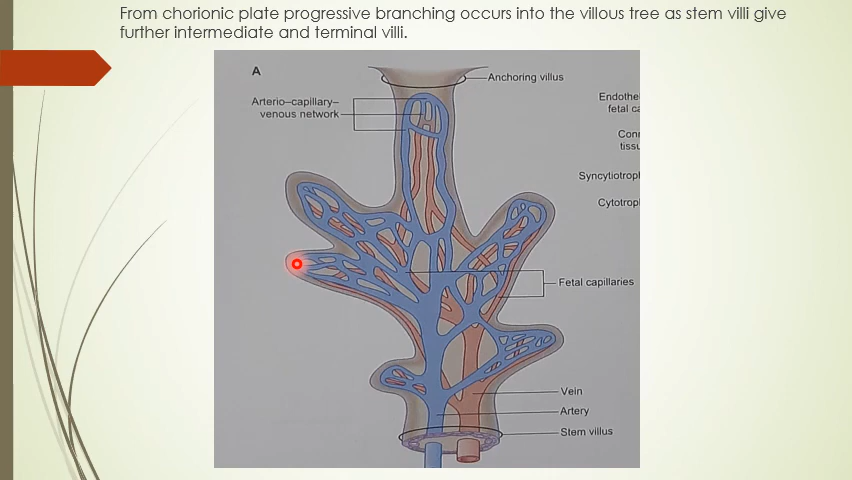 From chorionic plate progressive branching occurs into the villous tree as stem villi give
further intermediate and terminal villi.
A
Anchoring villus
Arterio–capillary–
venous network
Fetal capillaries
Vein
Artery
Stem villus